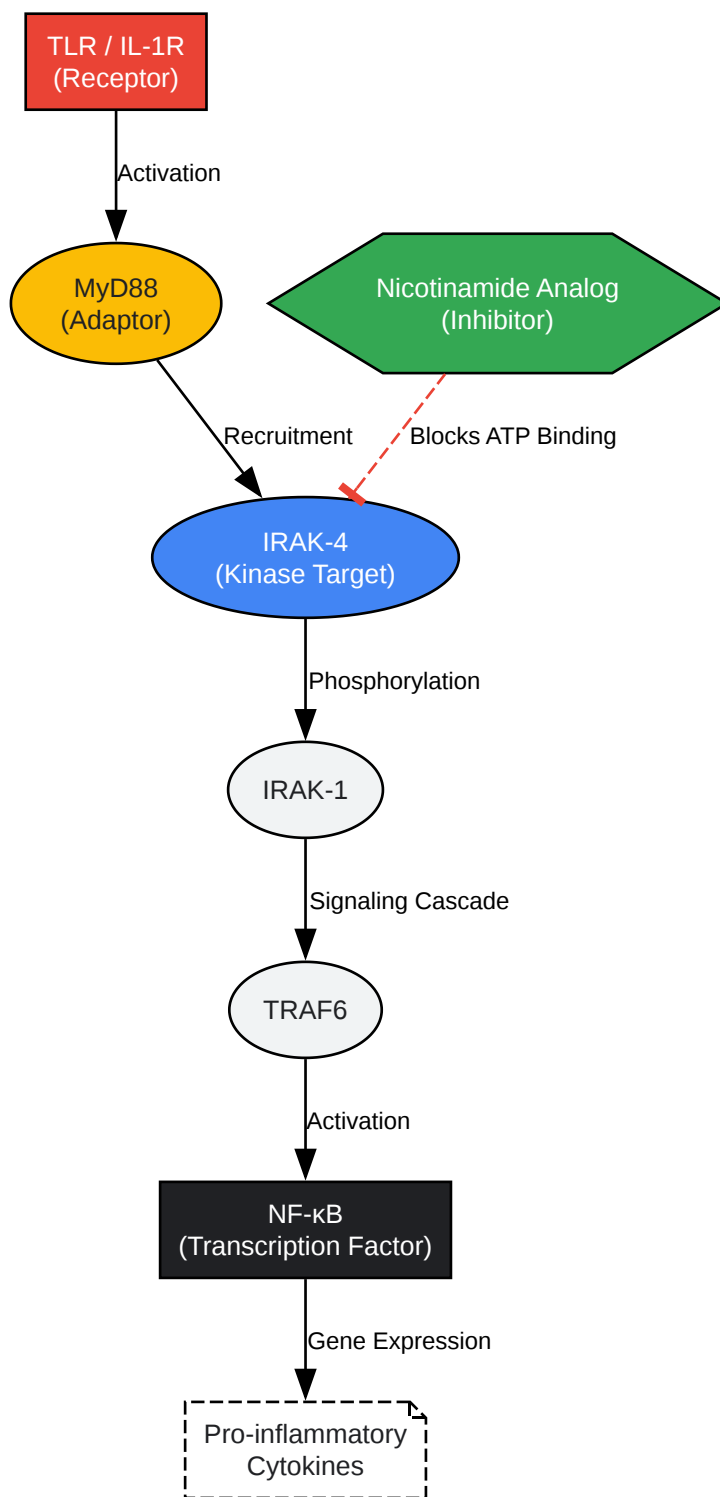 TLR / IL-1R
(Receptor)
Activation
MyD88
(Adaptor)
Nicotinamide Analog
(Inhibitor)
Recruitment
Blocks ATP Binding
IRAK-4
(Kinase Target)
Phosphorylation
IRAK-1
Signaling Cascade
TRAF6
Activation
NF-κB
(Transcription Factor)
Gene Expression
Pro-inflammatory
Cytokines